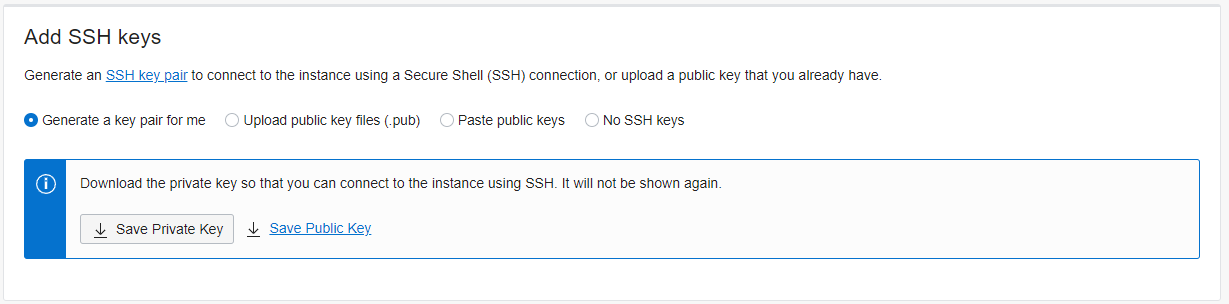 Add SSH keys
Generate an SSH key pair to connect to the instance using a Secure Shell (SSH) connection, or upload a public key that you already have.
Generate a key pair for me Upload public key files (.pub) Paste public keys No SSH keys
Download the private key so that you can connect to the instance using SSH. It will not be shown again.
Save Private Key Save Public Key